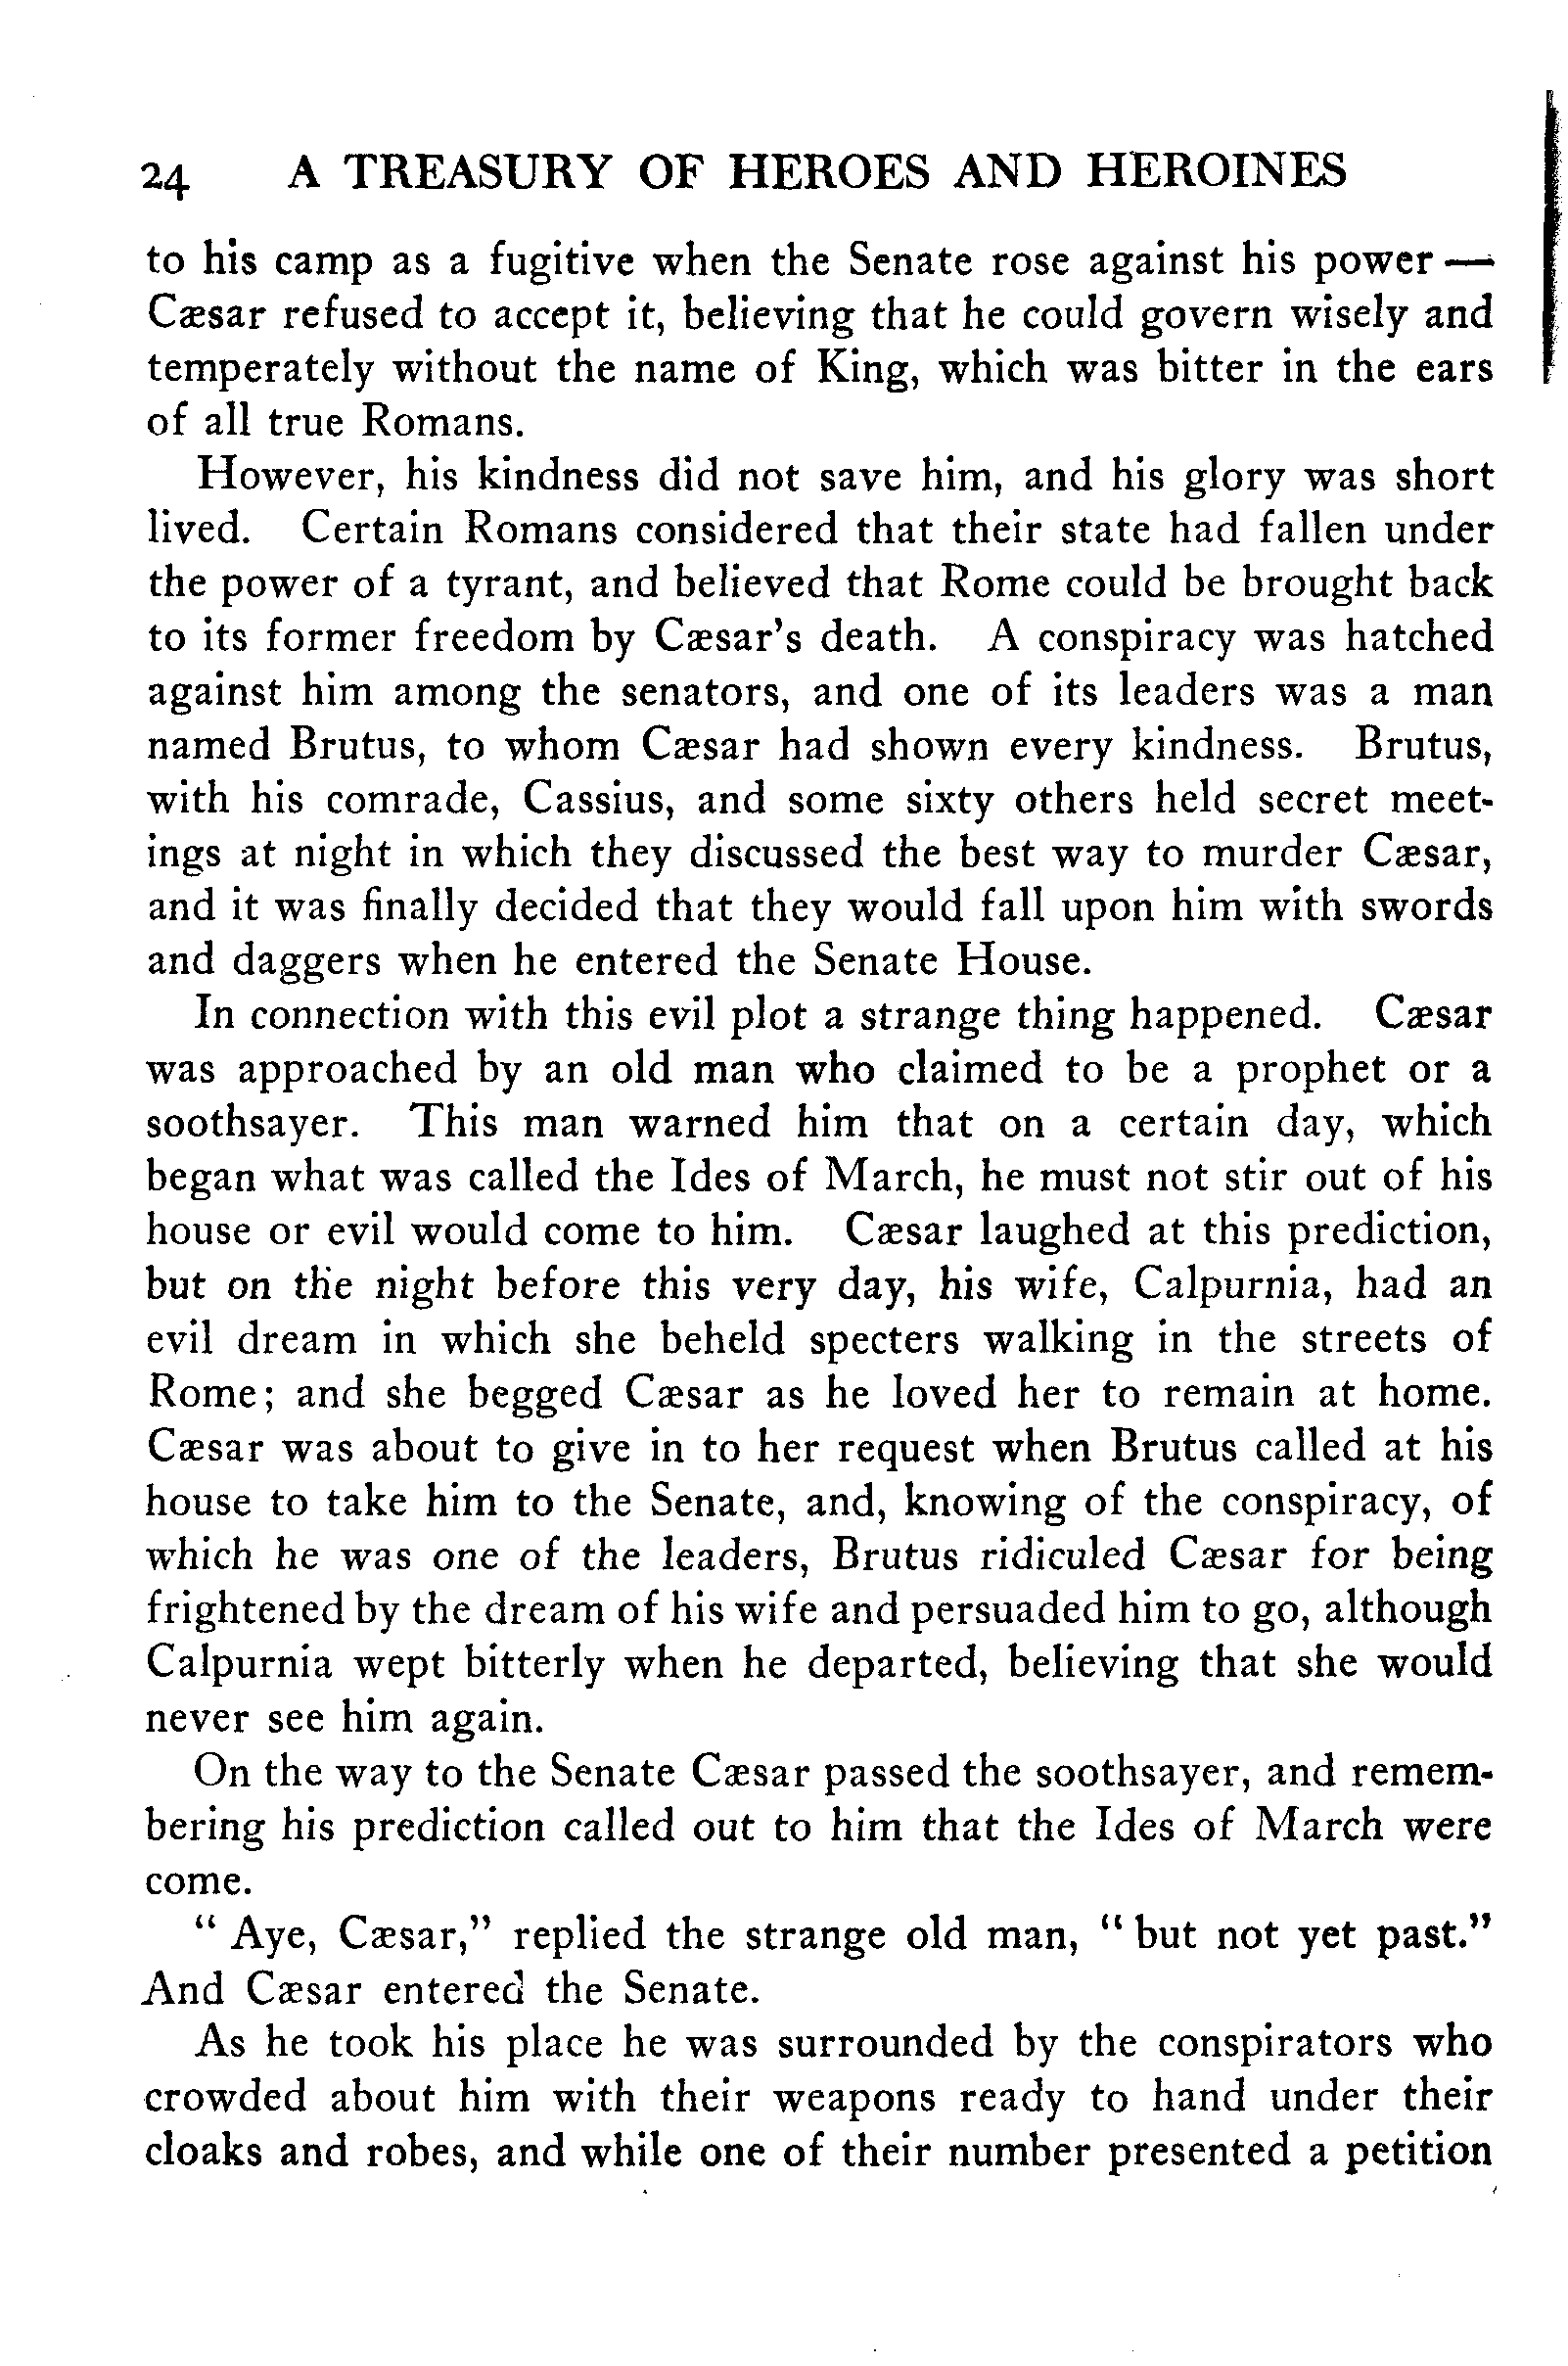 24 A TREASURY OF HEROES AND HEROINES
to his camp as a fugitive when the Senate rose against his power —
Cæsar refused to accept it, believing that he could govern wisely and
temperately without the name of King, which was bitter in the ears
of all true Romans.
However, his kindness did not save him, and his glory was short
lived. Certain Romans considered that their state had fallen under
the power of a tyrant, and believed that Rome could be brought back
to its former freedom by Cæsar's death. A conspiracy was hatched
against him among the senators, and one of its leaders was a man
named Brutus, to whom Cæsar had shown every kindness. Brutus,
with his comrade, Cassius, and some sixty others held secret meet-
ings at night in which they discussed the best way to murder Cæsar,
and it was finally decided that they would fall upon him with swords
and daggers when he entered the Senate House.
In connection with this evil plot a strange thing happened. Cæsar
was approached by an old man who claimed to be a prophet or a
soothsayer. This man warned him that on a certain day, which
began what was called the Ides of March, he must not stir out of his
house or evil would come to him. Cæsar laughed at this prediction,
but on the night before this very day, his wife, Calpurnia, had an
evil dream in which she beheld specters walking in the streets of
Rome; and she begged Cæsar as he loved her to remain at home.
Cæsar was about to give in to her request when Brutus called at his
house to take him to the Senate, and, knowing of the conspiracy, of
which he was one of the leaders, Brutus ridiculed Cæsar for being
frightened by the dream of his wife and persuaded him to go, although
Calpurnia wept bitterly when he departed, believing that she would
never see him again.
On the way to the Senate Cæsar passed the soothsayer, and remem-
bering his prediction called out to him that the Ides of March were
come.
" Aye, Cæsar," replied the strange old man, " but not yet past."
And Cæsar entered the Senate.
As he took his place he was surrounded by the conspirators who
crowded about him with their weapons ready to hand under their
cloaks and robes, and while one of their number presented a petition